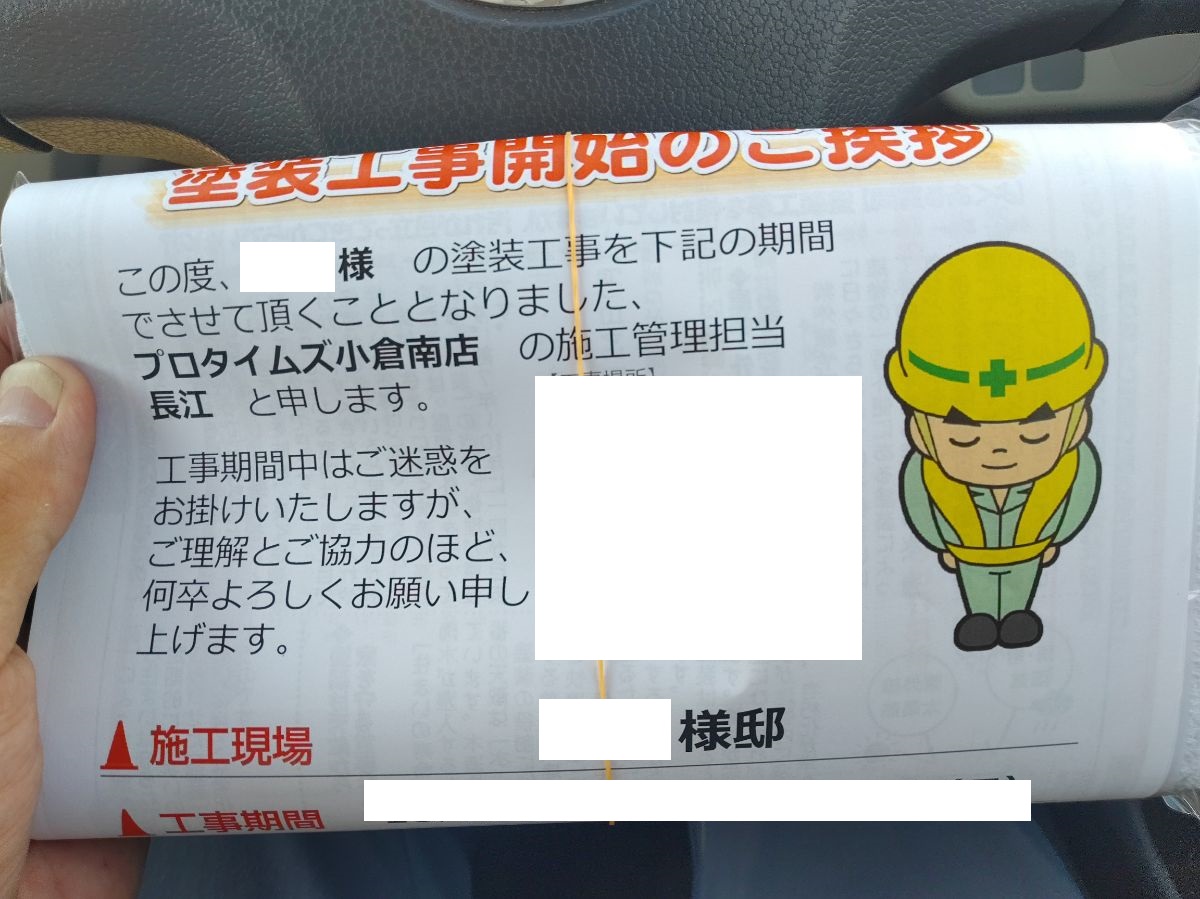 塗装工事開始のご挨拶
この度、 様 の塗装工事を下記の期間
でさせて頂くこととなりました、
プロタイムズ小倉南店 の施工管理担当
長江 と申します。
工事期間中はご迷惑を
お掛けいたしますが、
ご理解とご協力のほど、
何卒よろしくお願い申し
上げます。
施工現場 様邸
工事期間